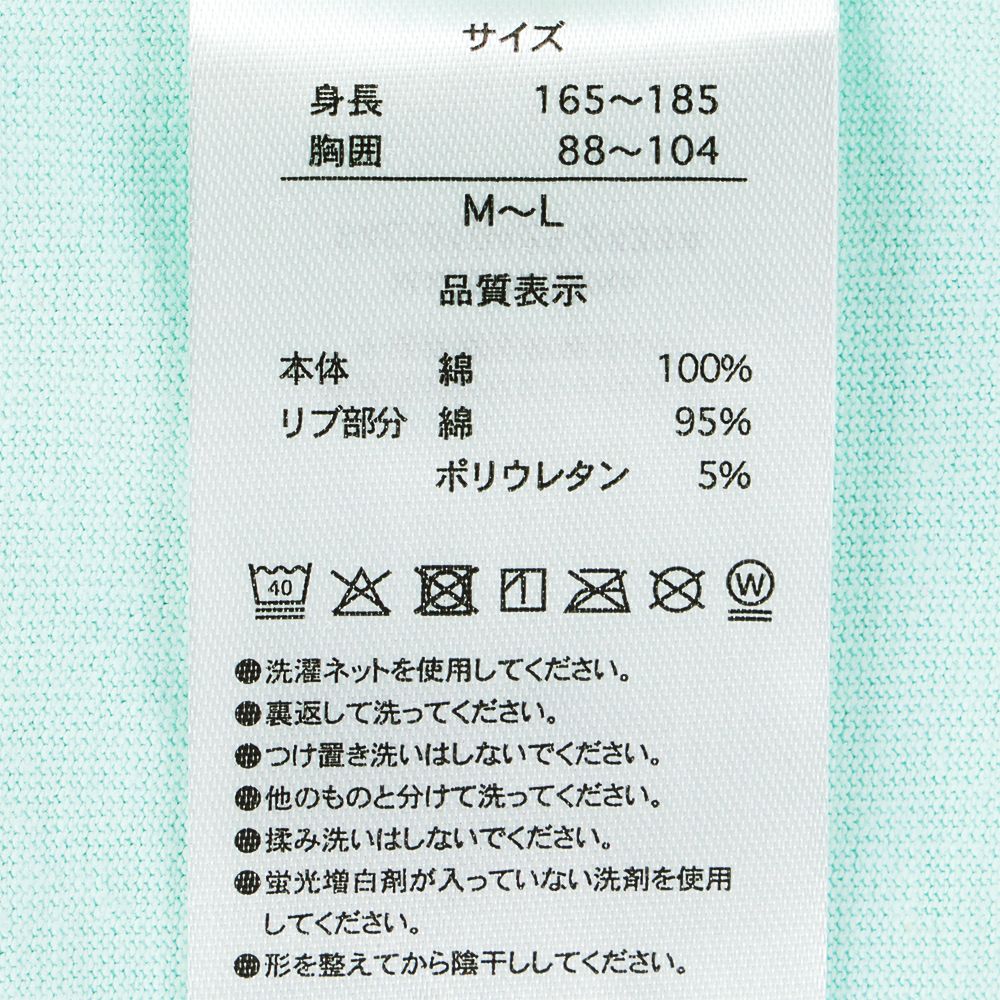 サイズ
身長 165～185
胸囲 88～104
M～L
品質表示
本体 綿 100%
リブ部分 綿 95%
ポリウレタン 5%
40 W
●洗濯ネットを使用してください。
●裏返して洗ってください。
●つけ置き洗いはしないでください。
●他のものと分けて洗ってください。
●揉み洗いはしないでください。
●蛍光増白剤が入っていない洗剤を使用
してください。
●形を整えてから陰干ししてください。